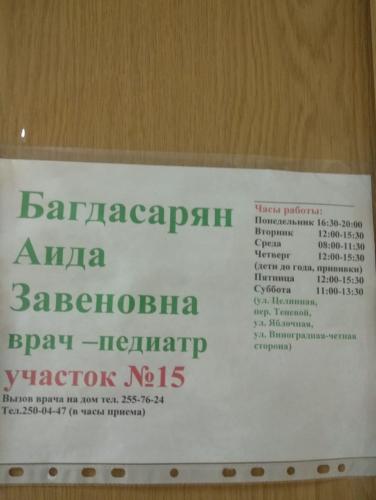 Багдасарян
Аида
Завеновна
врач –педиатр
участок №15
Вызов врача на дом тел. 255-76-24
Тел.250-04-47 (в часы приема)
Часы работы:
Понедельник 16:30-20:00
Вторник 12:00-15:30
Среда 08:00-11:30
Четверг 12:00-15:30
(дети до года, прививки)
Пятница 12:00-15:30
Суббота 11:00-13:30
(ул. Целинная,
пер. Теневой,
ул. Яблочная,
ул. Виноградная-четная
сторона)